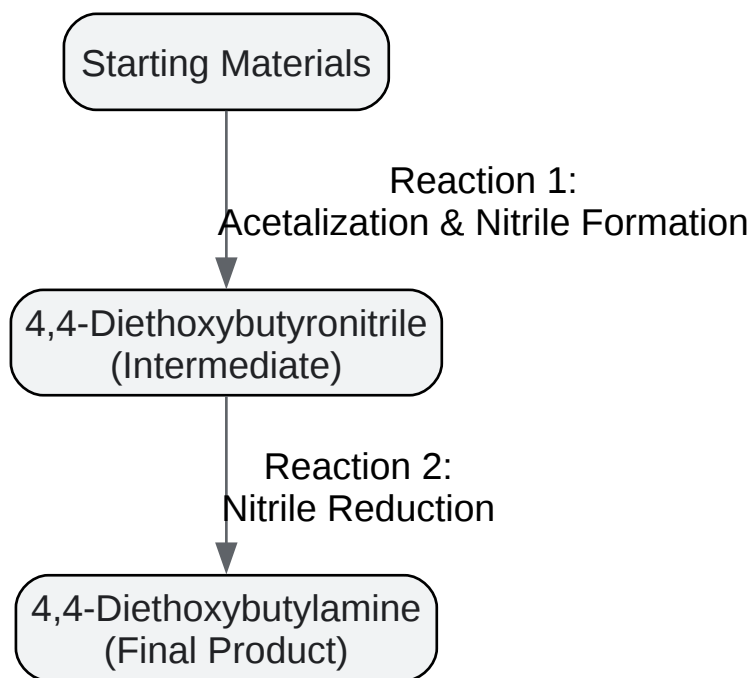 Starting Materials
Reaction 1:
Acetalization & Nitrile Formation
4,4-Diethoxybutyronitrile
(Intermediate)
Reaction 2:
Nitrile Reduction
4,4-Diethoxybutylamine
(Final Product)